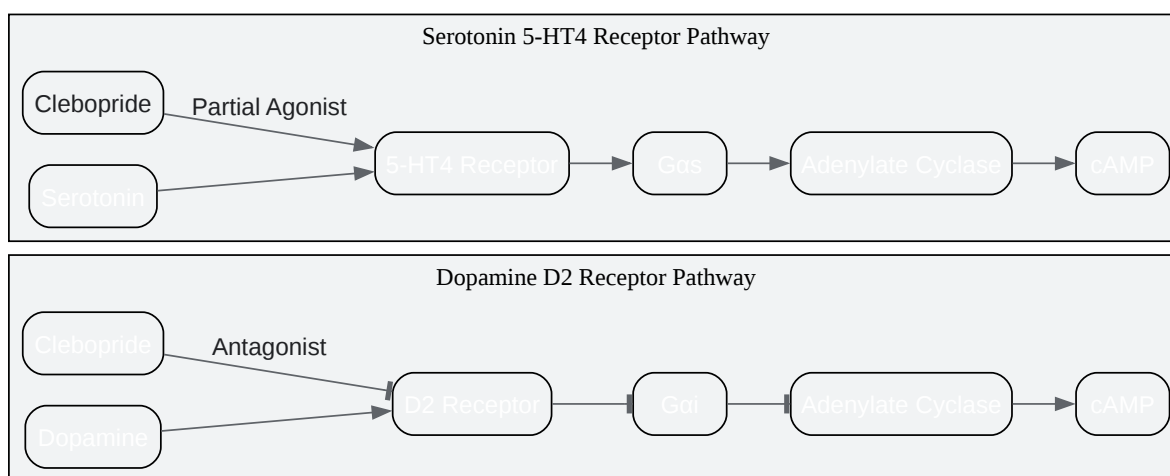 Serotonin 5-HT4 Receptor Pathway
Clebopride
Partial Agonist
5-HT4 Receptor
Gαs
Adenylate Cyclase
cAMP
Serotonin
Dopamine D2 Receptor Pathway
Clebopride
Antagonist
D2 Receptor
Gαi
Adenylate Cyclase
cAMP
Dopamine